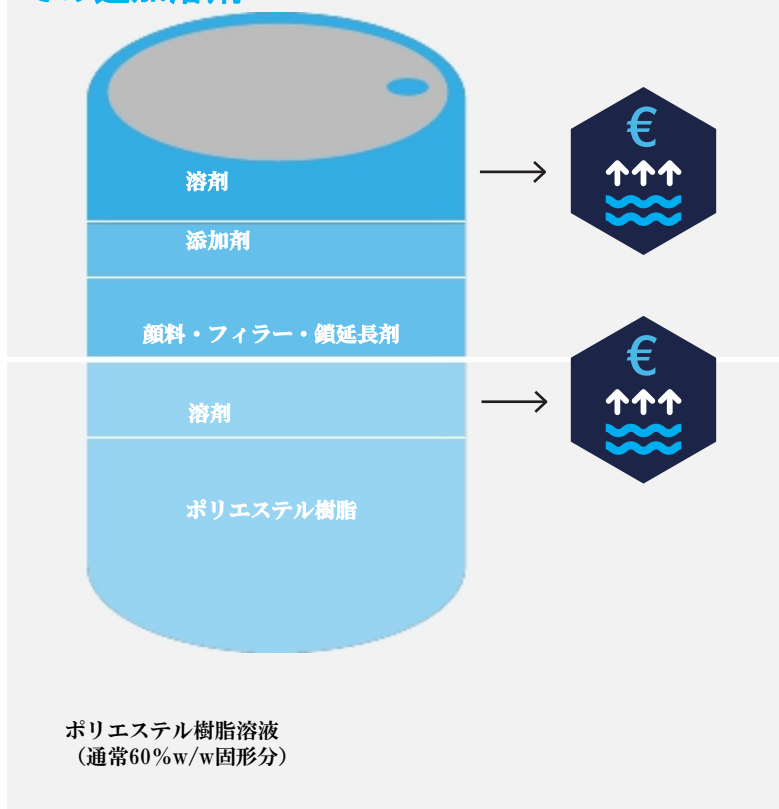 溶剤
€
添加剤
顔料・フィラー・鎖延長剤
€
溶剤
ポリエステル樹脂
ポリエステル樹脂溶液
（通常60%w/w固形分）